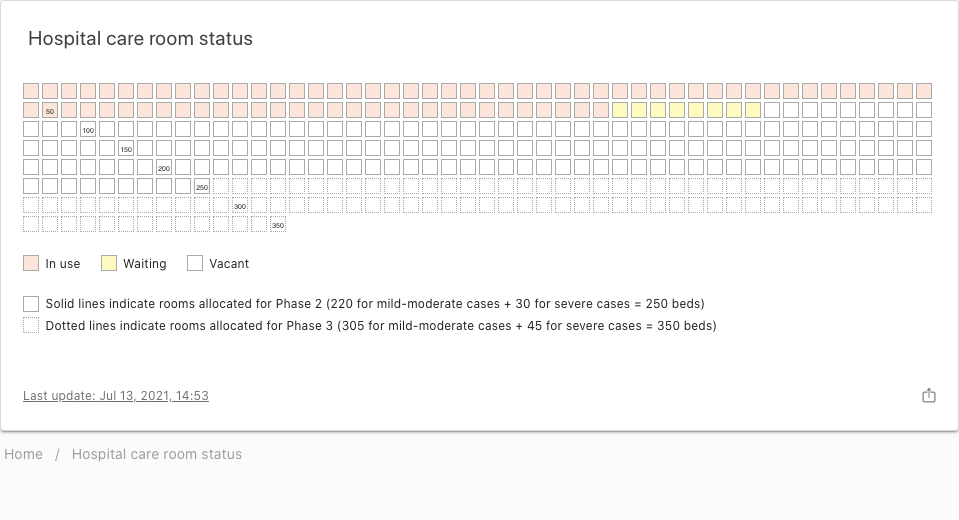 Hospital care room status
50
100
150
200
250
300
350
In use Waiting Vacant
Solid lines indicate rooms allocated for Phase 2 (220 for mild-moderate cases + 30 for severe cases = 250 beds)
Dotted lines indicate rooms allocated for Phase 3 (305 for mild-moderate cases + 45 for severe cases = 350 beds)
Last update: Jul 13, 2021, 14:53
Home / Hospital care room status